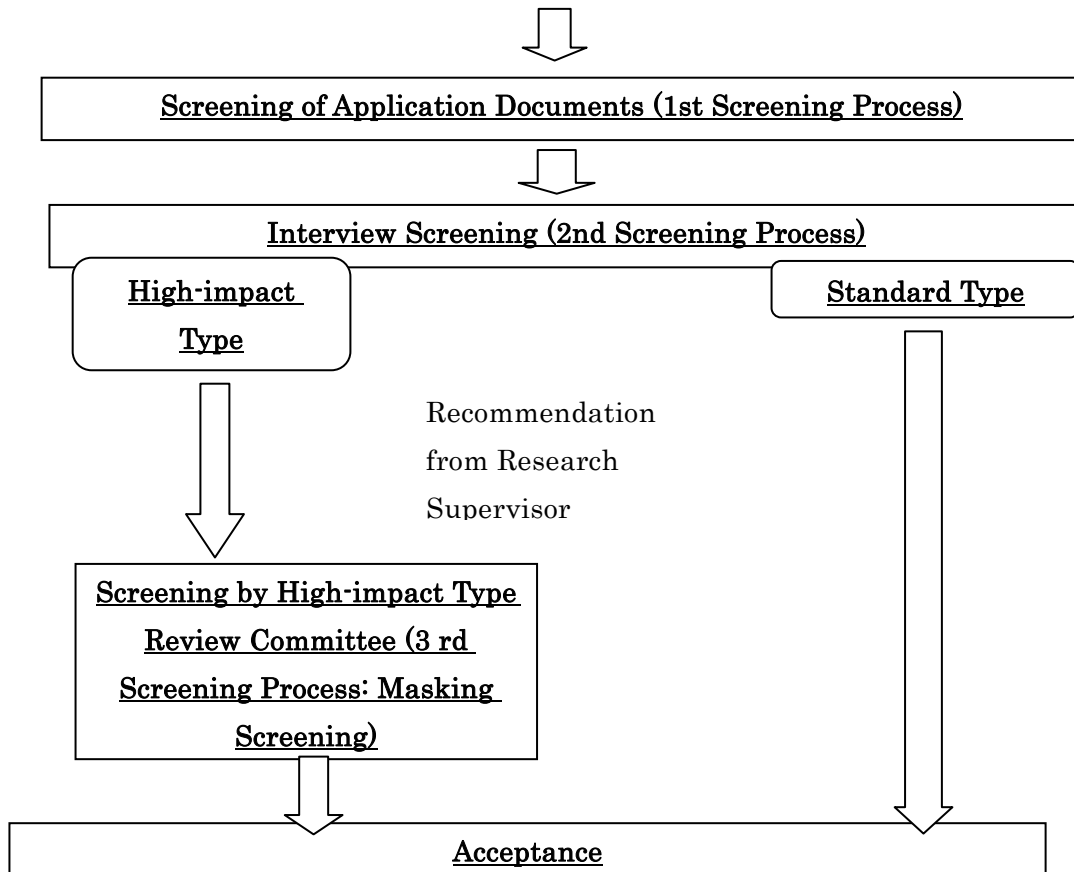 Screening of Application Documents (1st Screening Process)
Interview Screening (2nd Screening Process)
High-impact
Type
Standard Type
Recommendation
from Research
Supervisor
Screening by High-impact Type
Review Committee (3 rd
Screening Process: Masking
Screening)
Acceptance